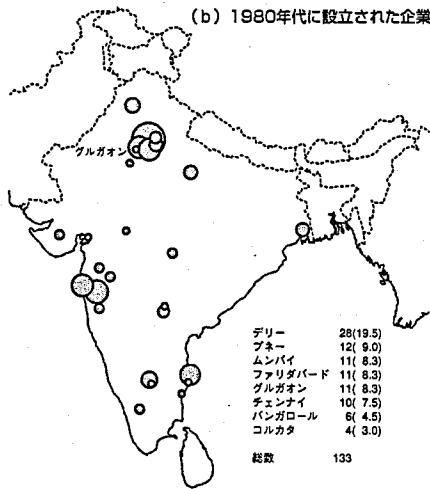 (b) 1980年代に設立された企業
グルガオン
デリー 28(19.5)
プネー 12( 9.0)
ムンバイ 11( 8.3)
ファリダバード 11( 8.3)
グルガオン 11( 8.3)
チェンナイ 10( 7.5)
バンガロール 6( 4.5)
コルカタ 4( 3.0)
総数 133